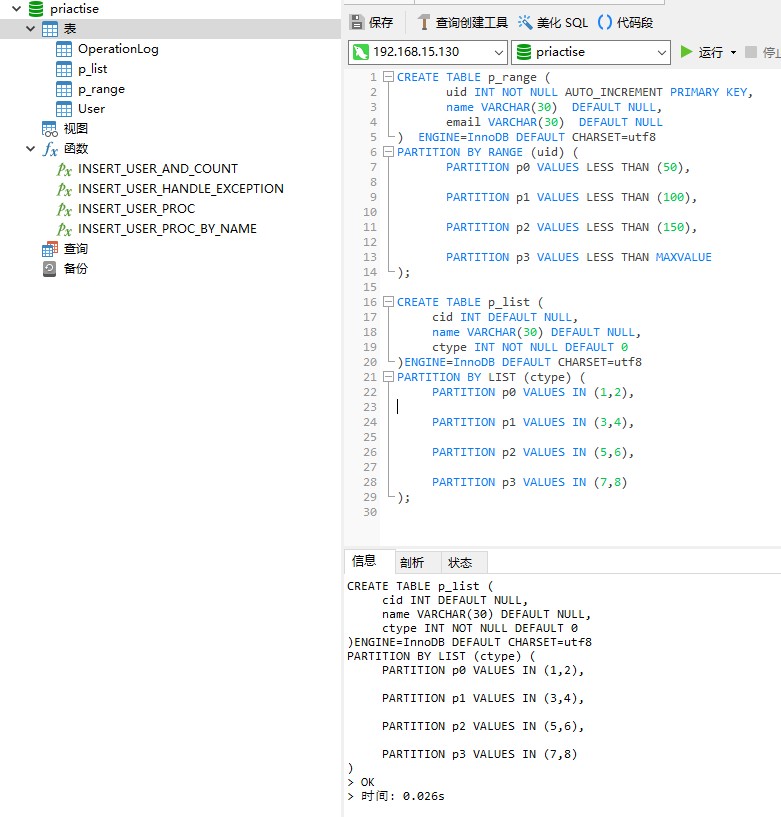 priactise
表
OperationLog
p_list
p_range
User
视图
函数
INSERT_USER_AND_COUNT
INSERT_USER_HANDLE_EXCEPTION
INSERT_USER_PROC
INSERT_USER_PROC_BY_NAME
查询
备份
保存 查询创建工具 美化 SQL 代码段
192.168.15.130 priactise 运行 停止
1 CREATE TABLE p_range (
2 uid INT NOT NULL AUTO_INCREMENT PRIMARY KEY,
3 name VARCHAR(30) DEFAULT NULL,
4 email VARCHAR(30) DEFAULT NULL
5 ) ENGINE=InnoDB DEFAULT CHARSET=utf8
6 PARTITION BY RANGE (uid) (
7 PARTITION p0 VALUES LESS THAN (50),
8
9 PARTITION p1 VALUES LESS THAN (100),
10
11 PARTITION p2 VALUES LESS THAN (150),
12
13 PARTITION p3 VALUES LESS THAN MAXVALUE
14 );
15
16 CREATE TABLE p_list (
17 cid INT DEFAULT NULL,
18 name VARCHAR(30) DEFAULT NULL,
19 ctype INT NOT NULL DEFAULT 0
20 )ENGINE=InnoDB DEFAULT CHARSET=utf8
21 PARTITION BY LIST (ctype) (
22 PARTITION p0 VALUES IN (1,2),
23
24 PARTITION p1 VALUES IN (3,4),
25
26 PARTITION p2 VALUES IN (5,6),
27
28 PARTITION p3 VALUES IN (7,8)
29 );
30
信息 剖析 状态
CREATE TABLE p_list (
cid INT DEFAULT NULL,
name VARCHAR(30) DEFAULT NULL,
ctype INT NOT NULL DEFAULT 0
)ENGINE=InnoDB DEFAULT CHARSET=utf8
PARTITION BY LIST (ctype) (
PARTITION p0 VALUES IN (1,2),
PARTITION p1 VALUES IN (3,4),
PARTITION p2 VALUES IN (5,6),
PARTITION p3 VALUES IN (7,8)
)
> OK
> 时间: 0.026s